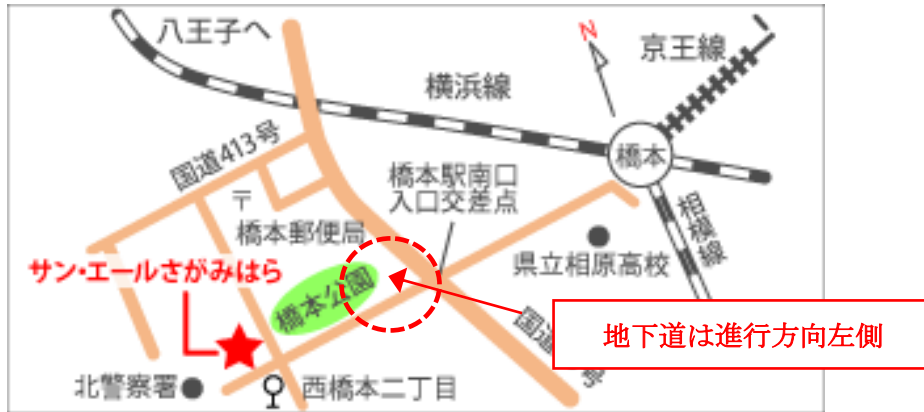 八王子へ
N
京王線
横浜線
国道413号
橋本
橋本駅南口
入口交差点
〒
橋本郵便局
相模線
県立相原高校
サン・エールさがみはら
橋本公園
国道
号
地下道は進行方向左側
北警察署
西橋本二丁目